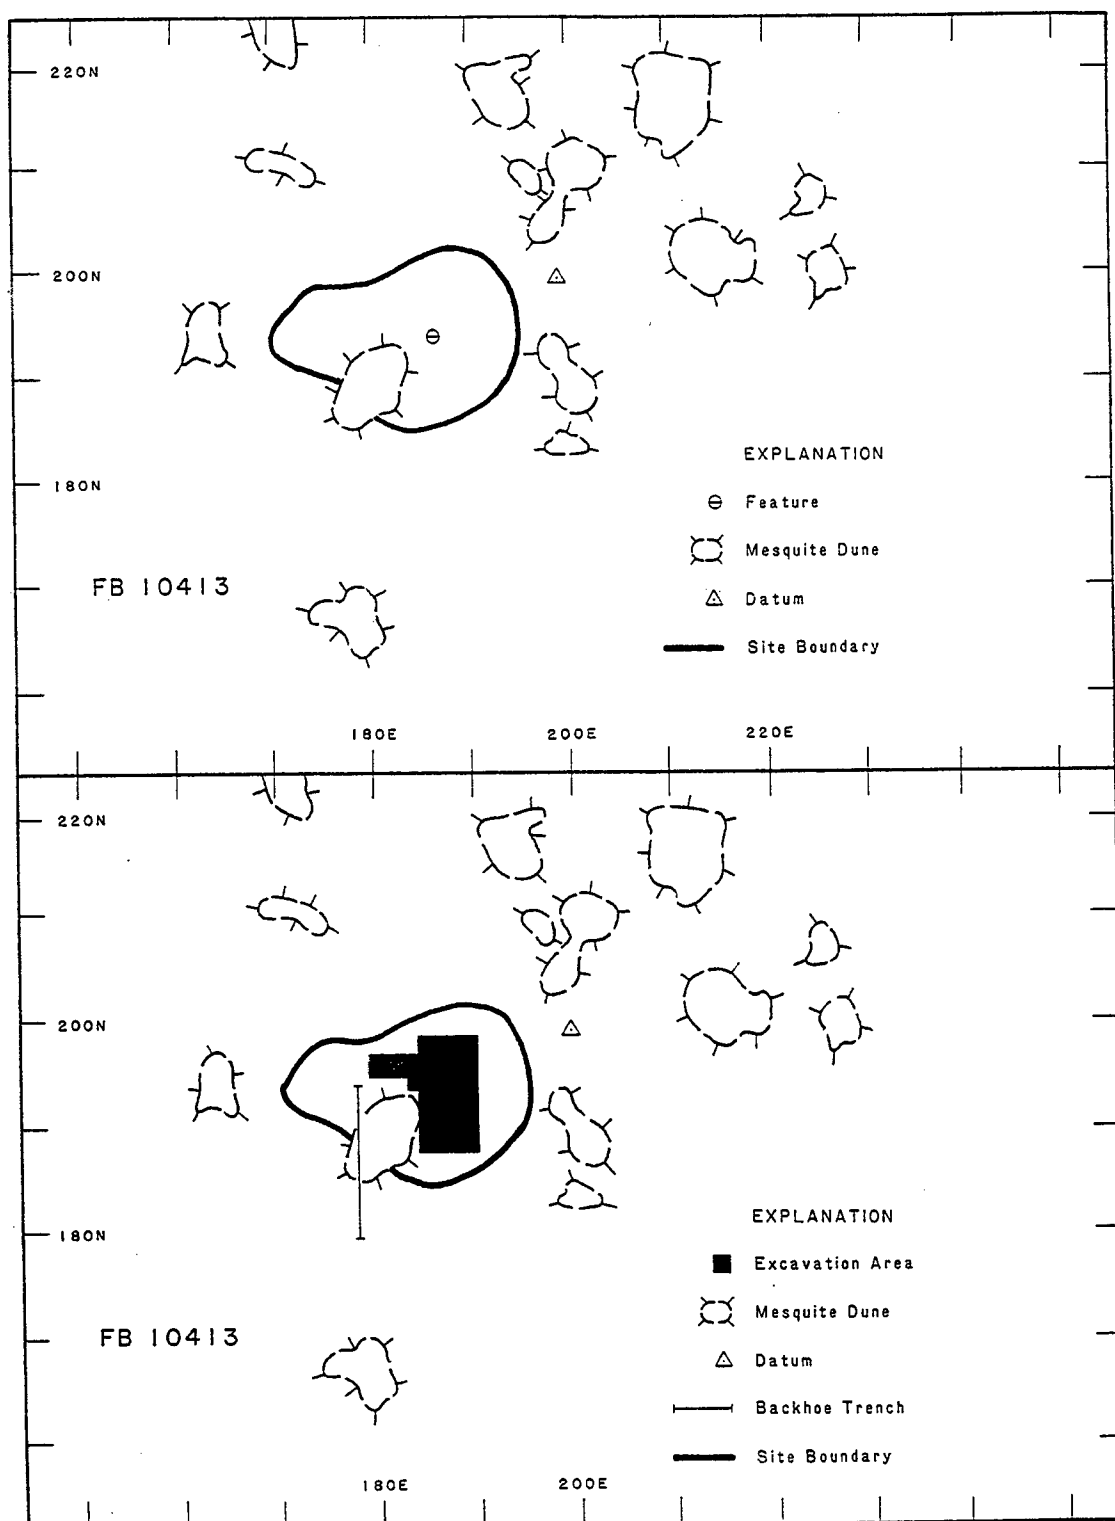 220N
200N
180N
EXPLANATION
Feature
Mesquite Dune
FB 10413
Datum
Site Boundary
180E 200E 220E
220N
200N
180N
EXPLANATION
Excavation Area
Mesquite Dune
FB 10413
Datum
Backhoe Trench
Site Boundary
180E 200E